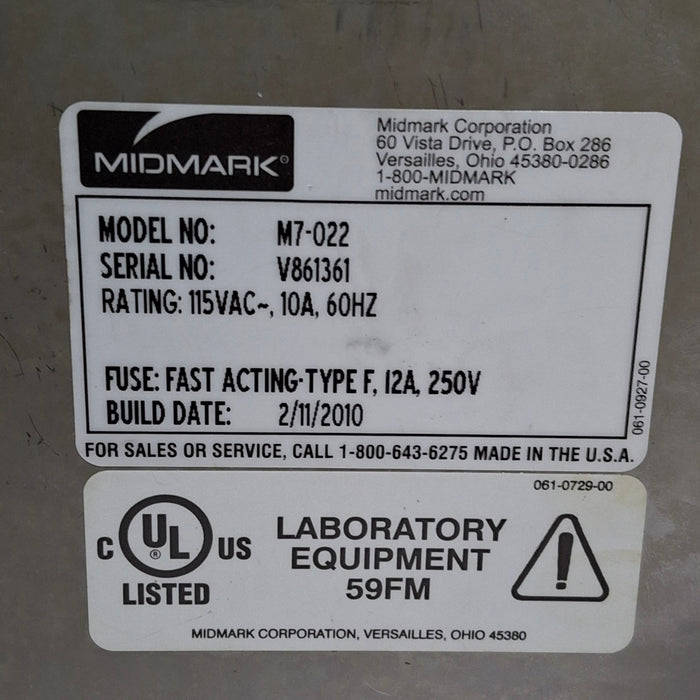 MIDMARK®
Midmark Corporation
60 Vista Drive, P.O. Box 286
Versailles, Ohio 45380-0286
1-800-MIDMARK
midmark.com
MODEL NO: M7-022
SERIAL NO: V861361
RATING: 115VAC~, 10A, 60HZ
FUSE: FAST ACTING-TYPE F, 12A, 250V
BUILD DATE: 2/11/2010
061-0927-00
FOR SALES OR SERVICE, CALL 1-800-643-6275 MADE IN THE U.S.A.
061-0729-00
C UL® US
LISTED
LABORATORY
EQUIPMENT
59FM
!
MIDMARK CORPORATION, VERSAILLES, OHIO 45380